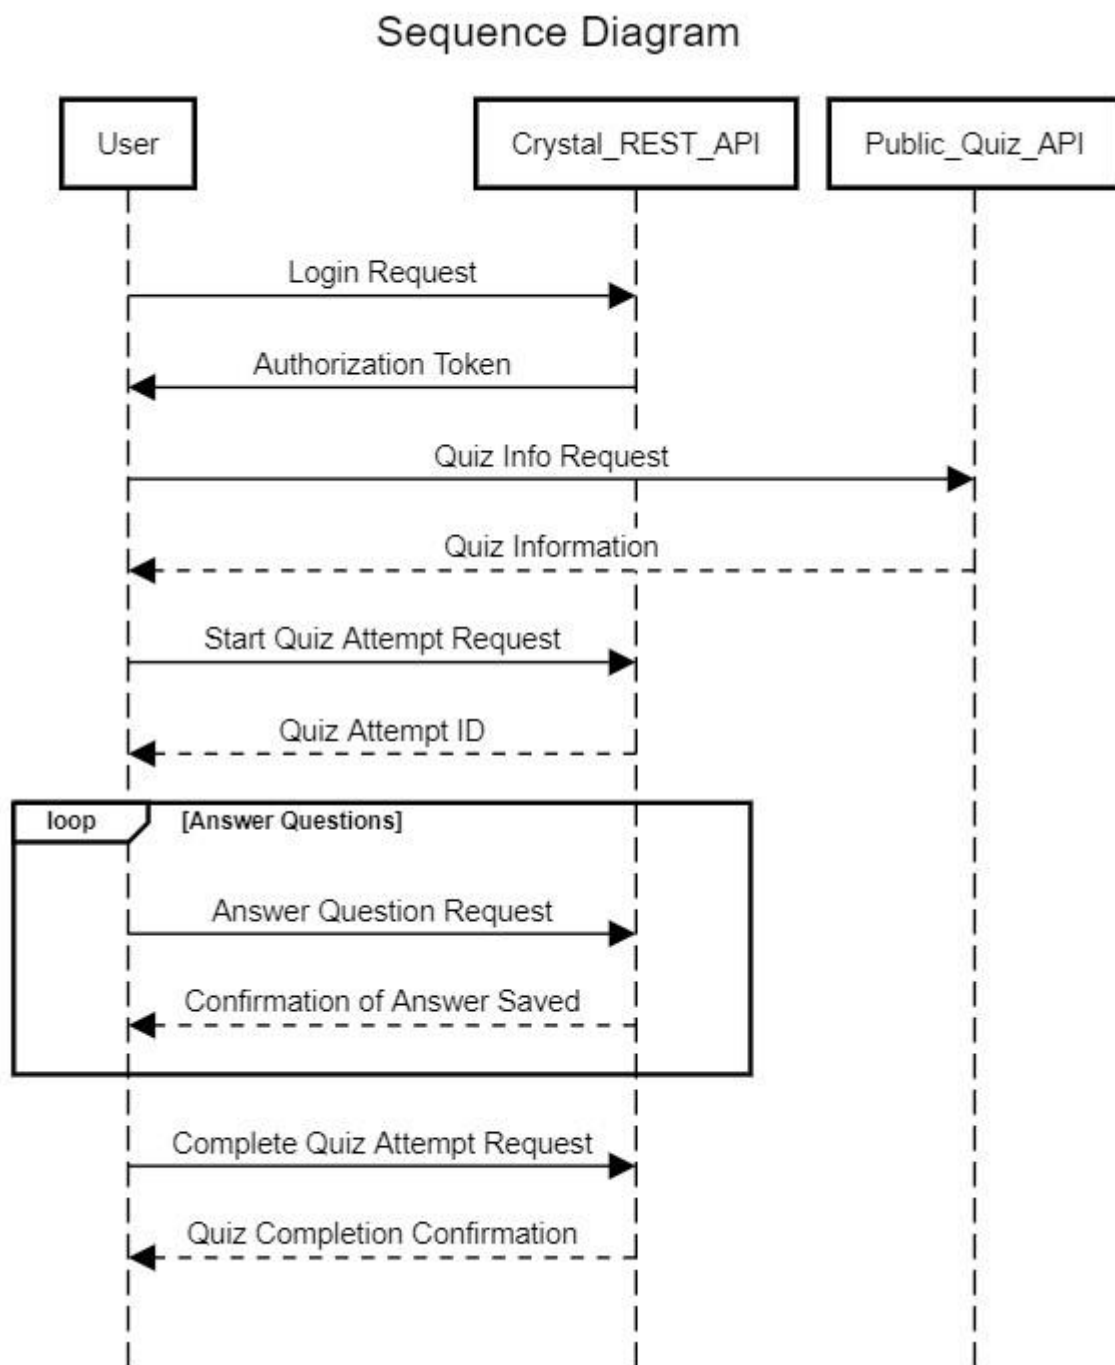 Sequence Diagram
User
Crystal_REST_API
Public_Quiz_API
Login Request
Authorization Token
Quiz Info Request
Quiz Information
Start Quiz Attempt Request
Quiz Attempt ID
loop
[Answer Questions]
Answer Question Request
Confirmation of Answer Saved
Complete Quiz Attempt Request
Quiz Completion Confirmation